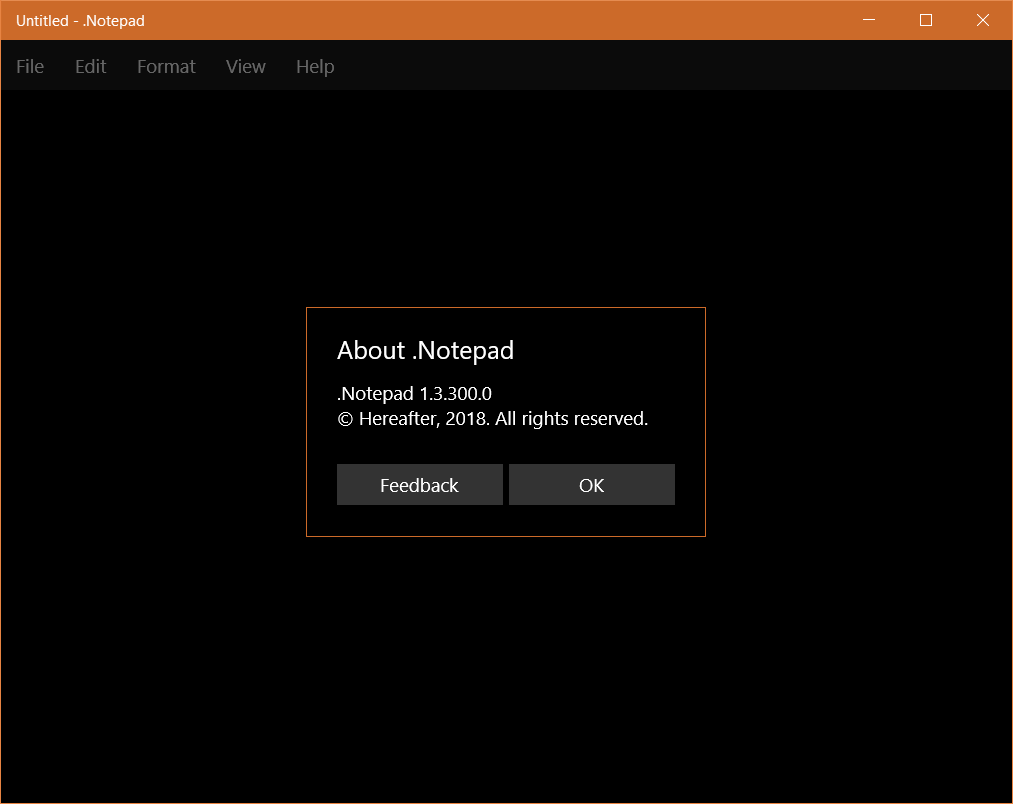 Untitled - .Notepad
File Edit Format View Help
About .Notepad
.Notepad 1.3.300.0
© Hereafter, 2018. All rights reserved.
Feedback OK